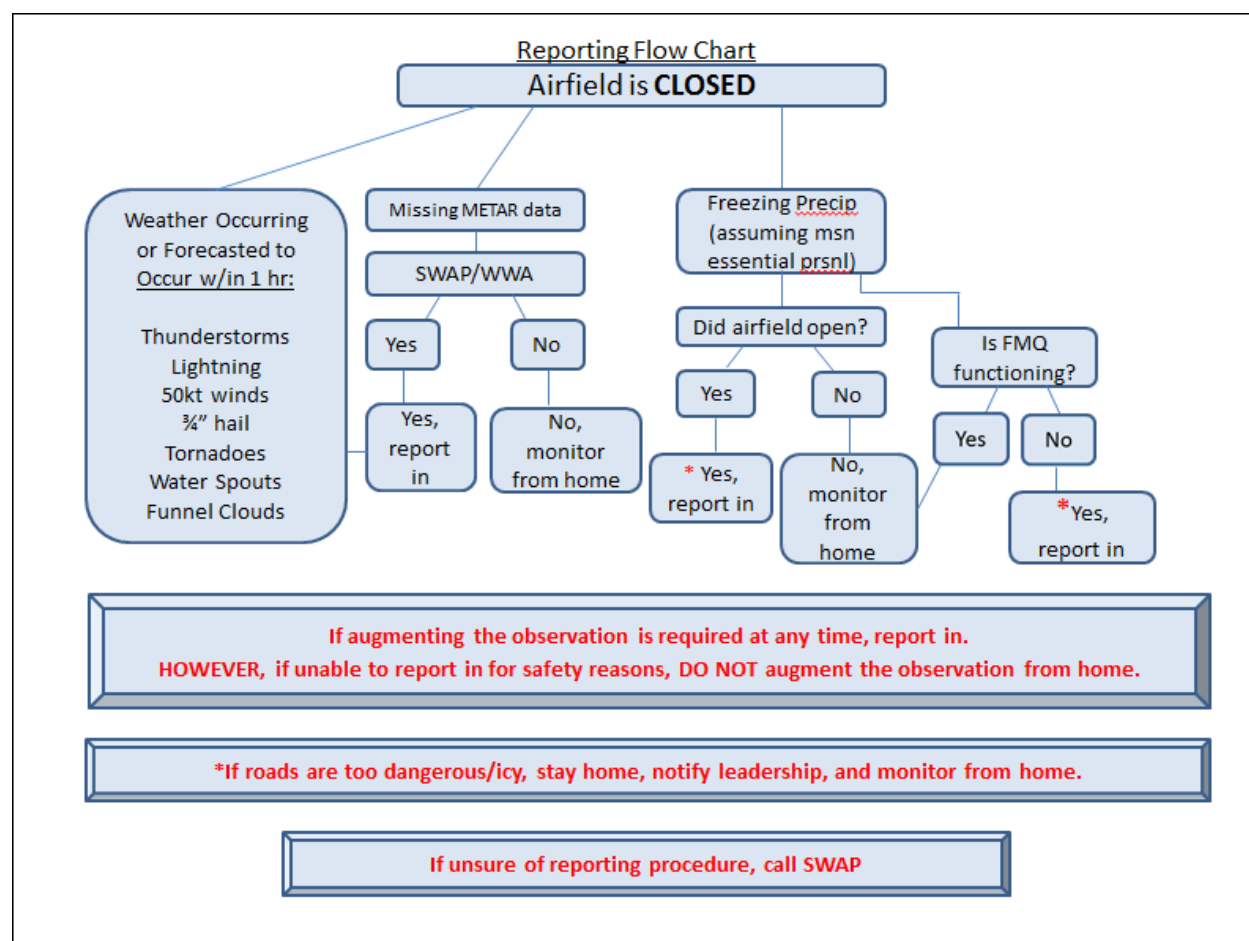 Reporting Flow Chart
Airfield is CLOSED
Weather Occurring
or Forecasted to
Occur w/in 1 hr:
Thunderstorms
Lightning
50kt winds
¾” hail
Tornadoes
Water Spouts
Funnel Clouds
Missing METAR data
SWAP/WWA
Yes
No
Yes,
report
in
No,
monitor
from home
Freezing Precip
(assuming msn
essential prsnl)
Did airfield open?
Yes
No
* Yes,
report in
No,
monitor
from
home
Is FMQ
functioning?
Yes
No
*Yes,
report in
If augmenting the observation is required at any time, report in.
HOWEVER, if unable to report in for safety reasons, DO NOT augment the observation from home.
*If roads are too dangerous/icy, stay home, notify leadership, and monitor from home.
If unsure of reporting procedure, call SWAP